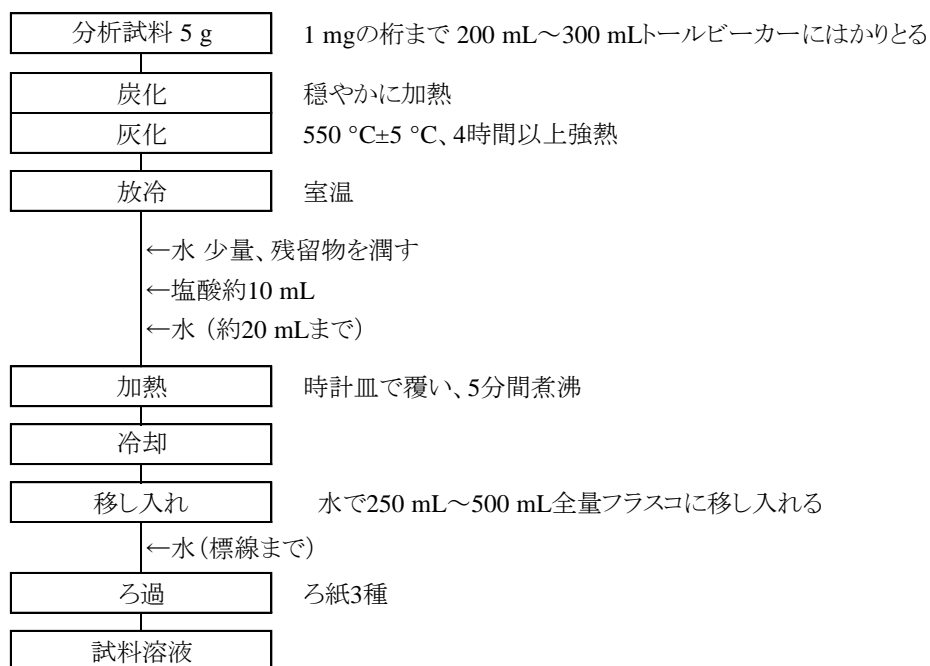 分析試料 5 g 1 mgの桁まで 200 mL～300 mLトールビーカーにはかりとる
炭化 穏やかに加熱
灰化 550 °C±5 °C、4時間以上強熱
放冷 室温
←水 少量、残留物を潤す
←塩酸約10 mL
←水（約20 mLまで）
加熱 時計皿で覆い、5分間煮沸
冷却
移し入れ 水で250 mL～500 mL全量フラスコに移し入れる
←水（標線まで）
ろ過 ろ紙3種
試料溶液